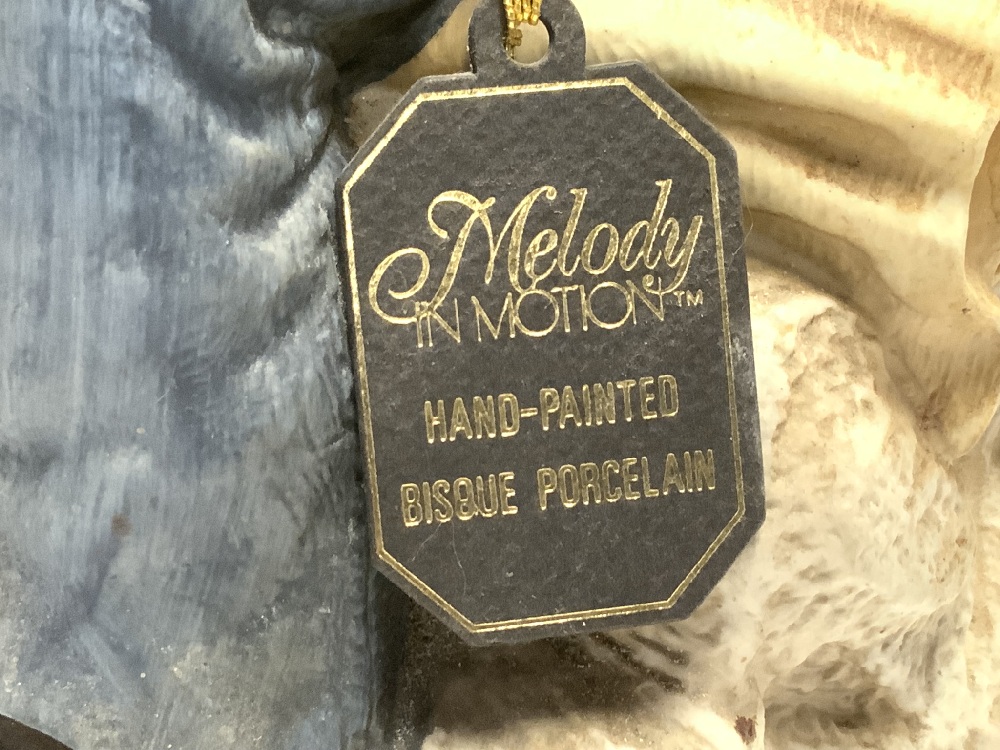 Melody
IN MOTION™
HAND-PAINTED
BISQUE PORCELAIN